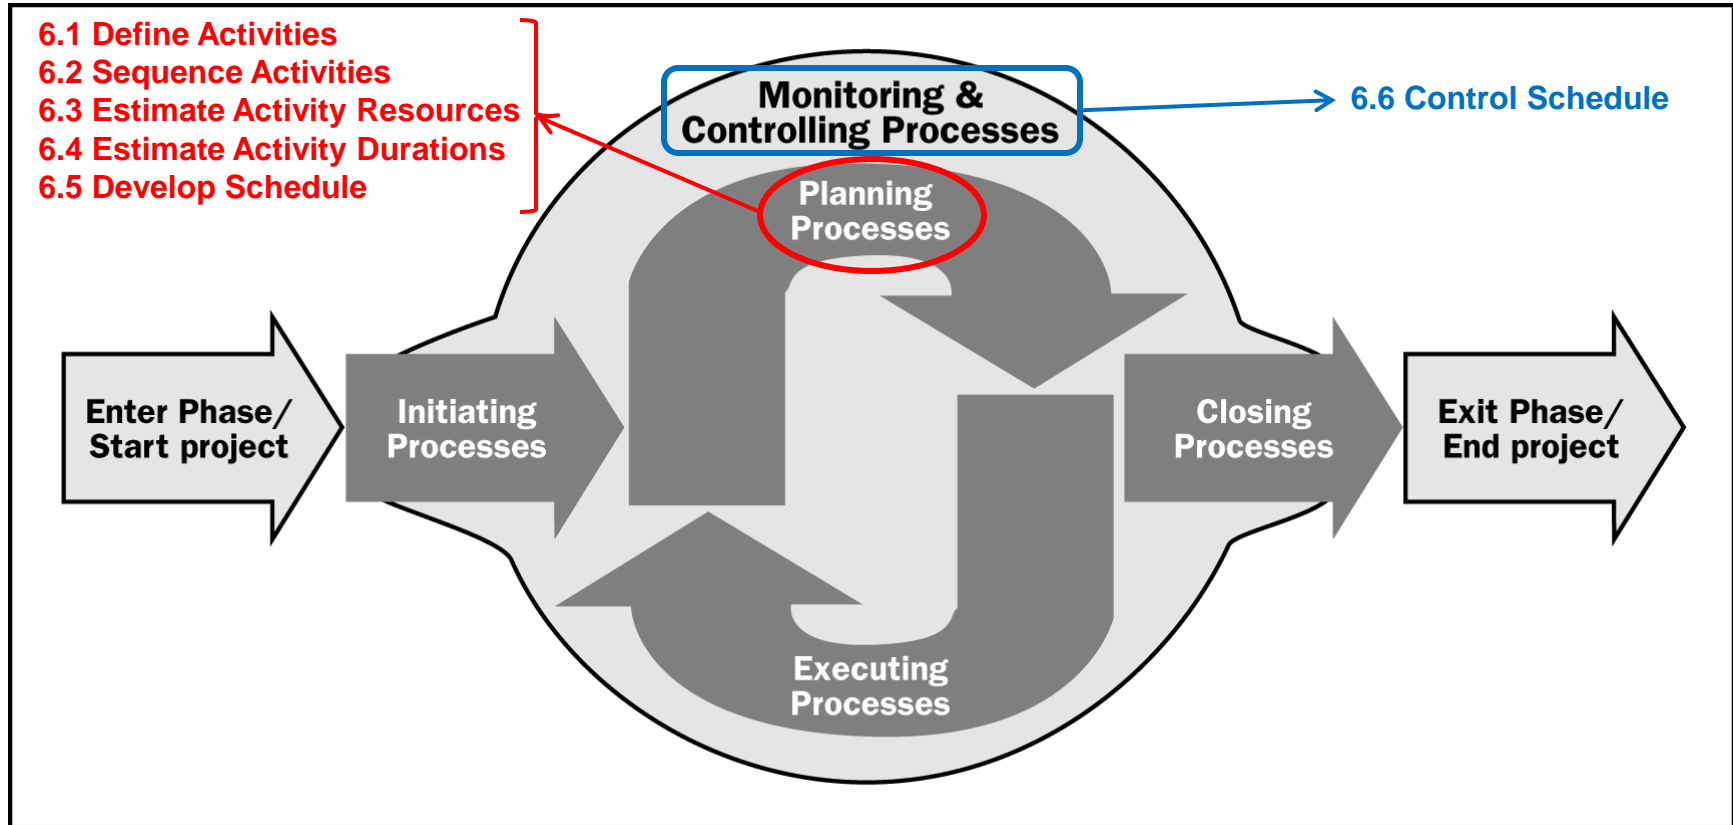 6.1 Define Activities
6.2 Sequence Activities
6.3 Estimate Activity Resources
6.4 Estimate Activity Durations
6.5 Develop Schedule
Monitoring &
Controlling Processes
6.6 Control Schedule
Planning
Processes
Enter Phase/
Start project
Initiating
Processes
Closing
Processes
Exit Phase/
End project
Executing
Processes